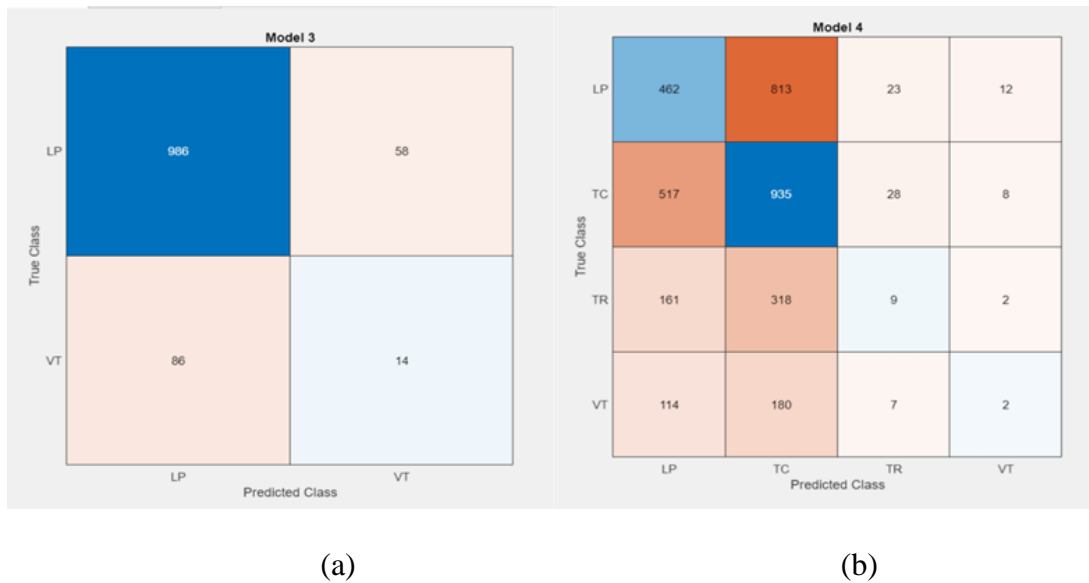 Model 3
LP 986 58
True Class
VT 86 14
LP VT
Predicted Class
(a)
Model 4
LP 462 813 23 12
TC 517 935 28 8
True Class
TR 161 318 9 2
VT 114 180 7 2
LP TC TR VT
Predicted Class
(b)